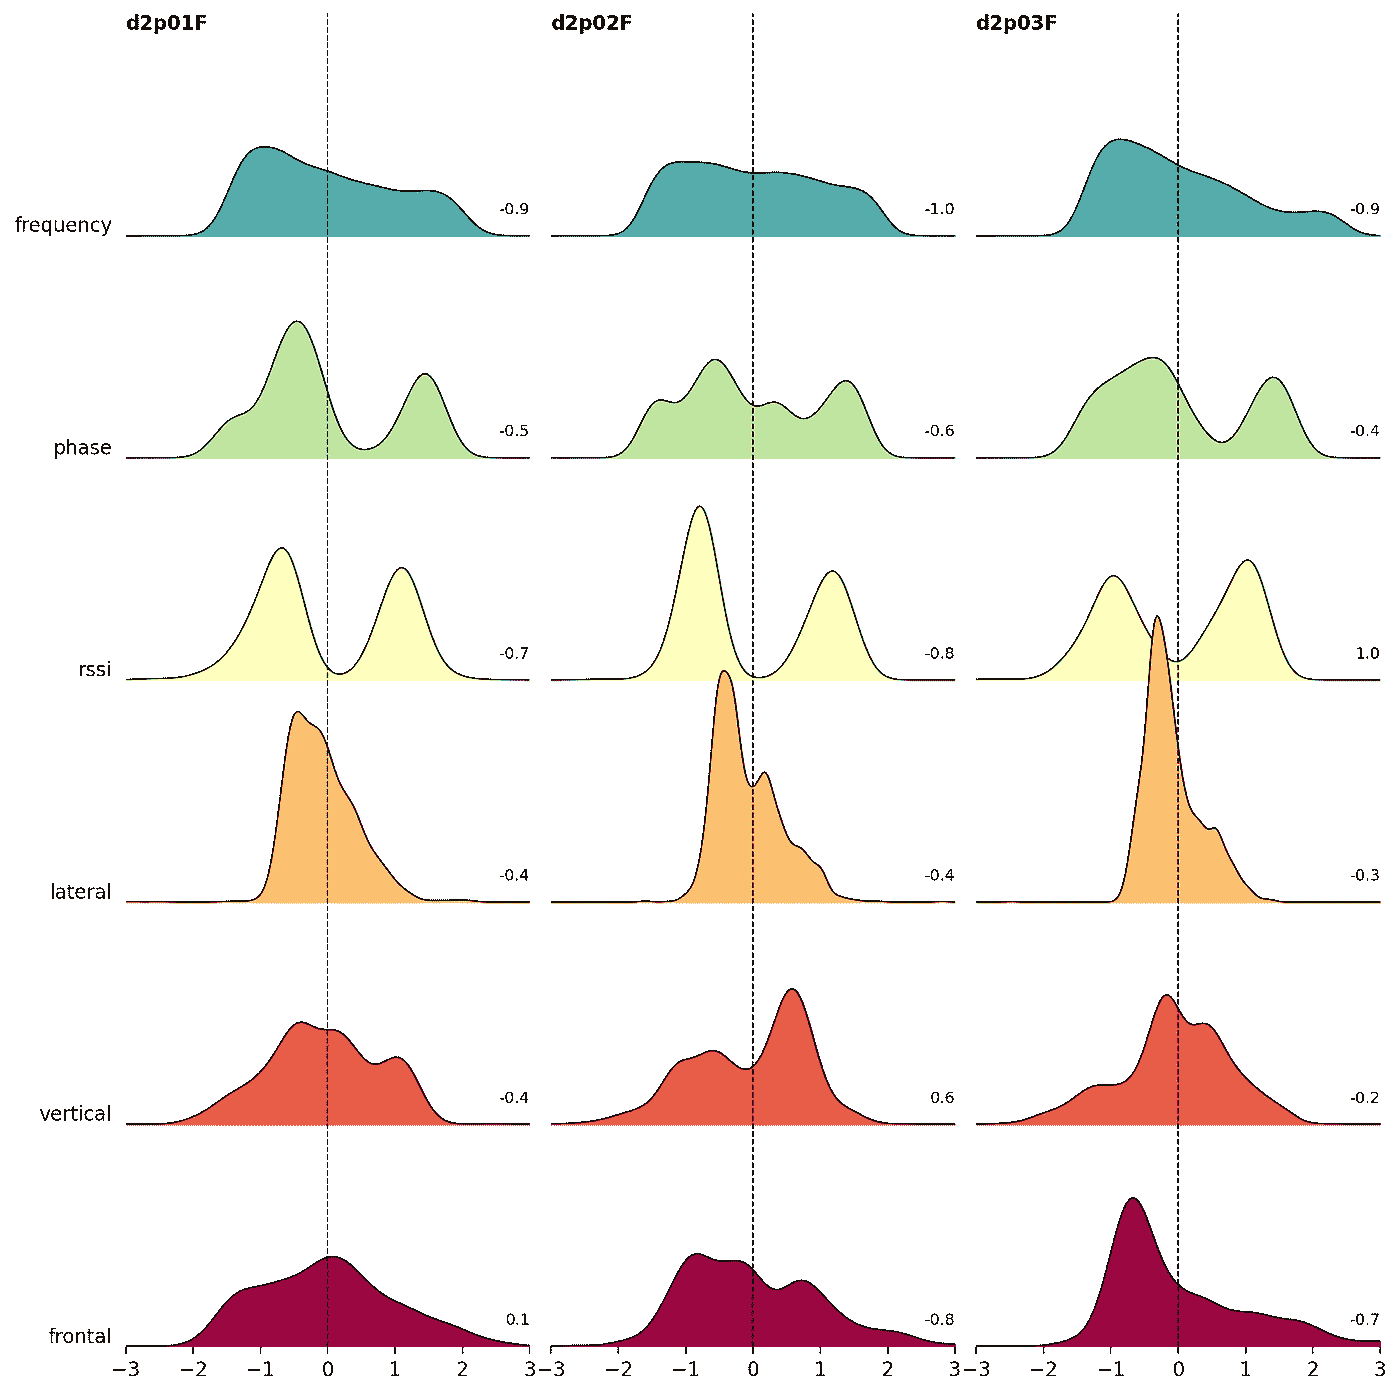 d2p01F d2p02F d2p03F
frequency -0.9 -1.0 -0.9
phase -0.5 -0.6 -0.4
rssi -0.7 -0.8 1.0
lateral -0.4 -0.4 -0.3
vertical -0.4 0.6 -0.2
frontal 0.1 -0.8 -0.7
−3 −2 −1 0 1 2 3 −3 −2 −1 0 1 2 3 −3 −2 −1 0 1 2 3